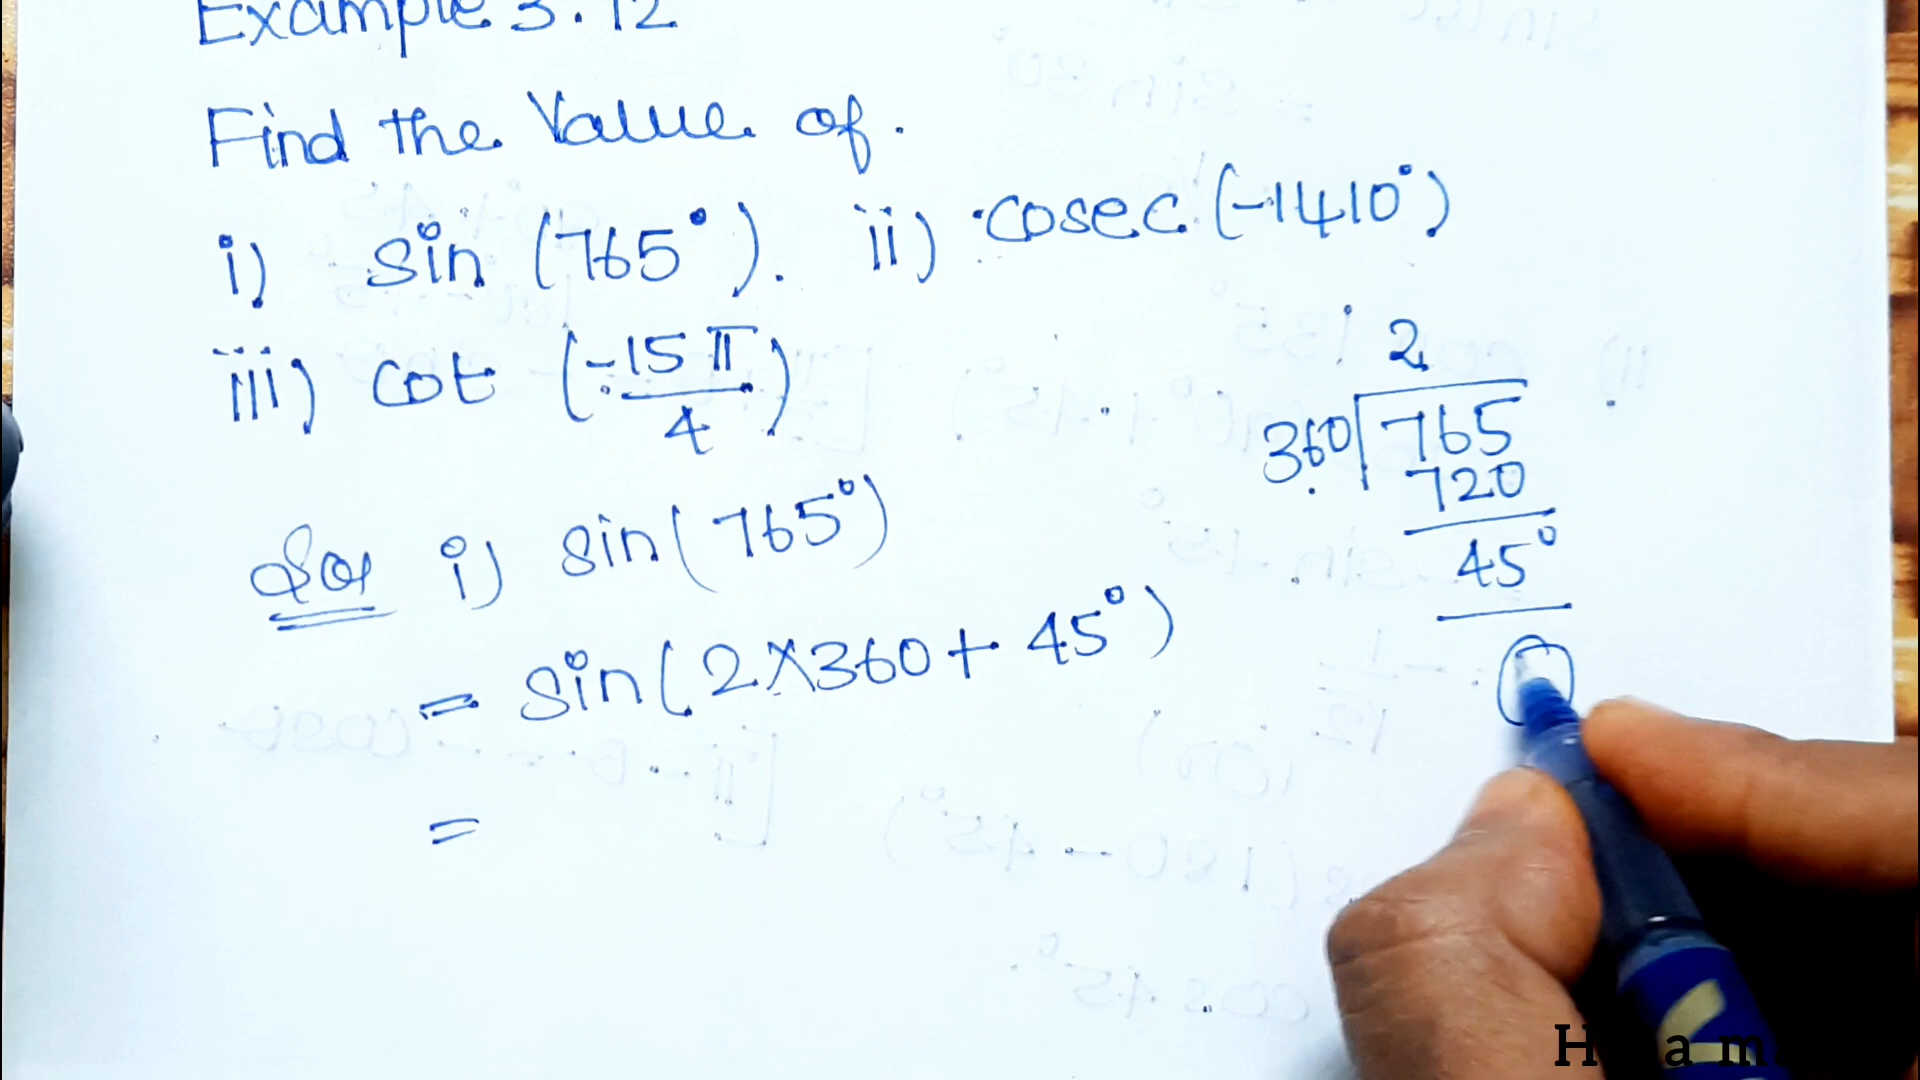 Example 3.12
Find the Value of.
i) sin (765°). ii) cosec (-1410°)
iii) cot (-15π/4)
2
360 765
720
45°
Sol i) sin(765°)
= sin(2×360+45°)
=